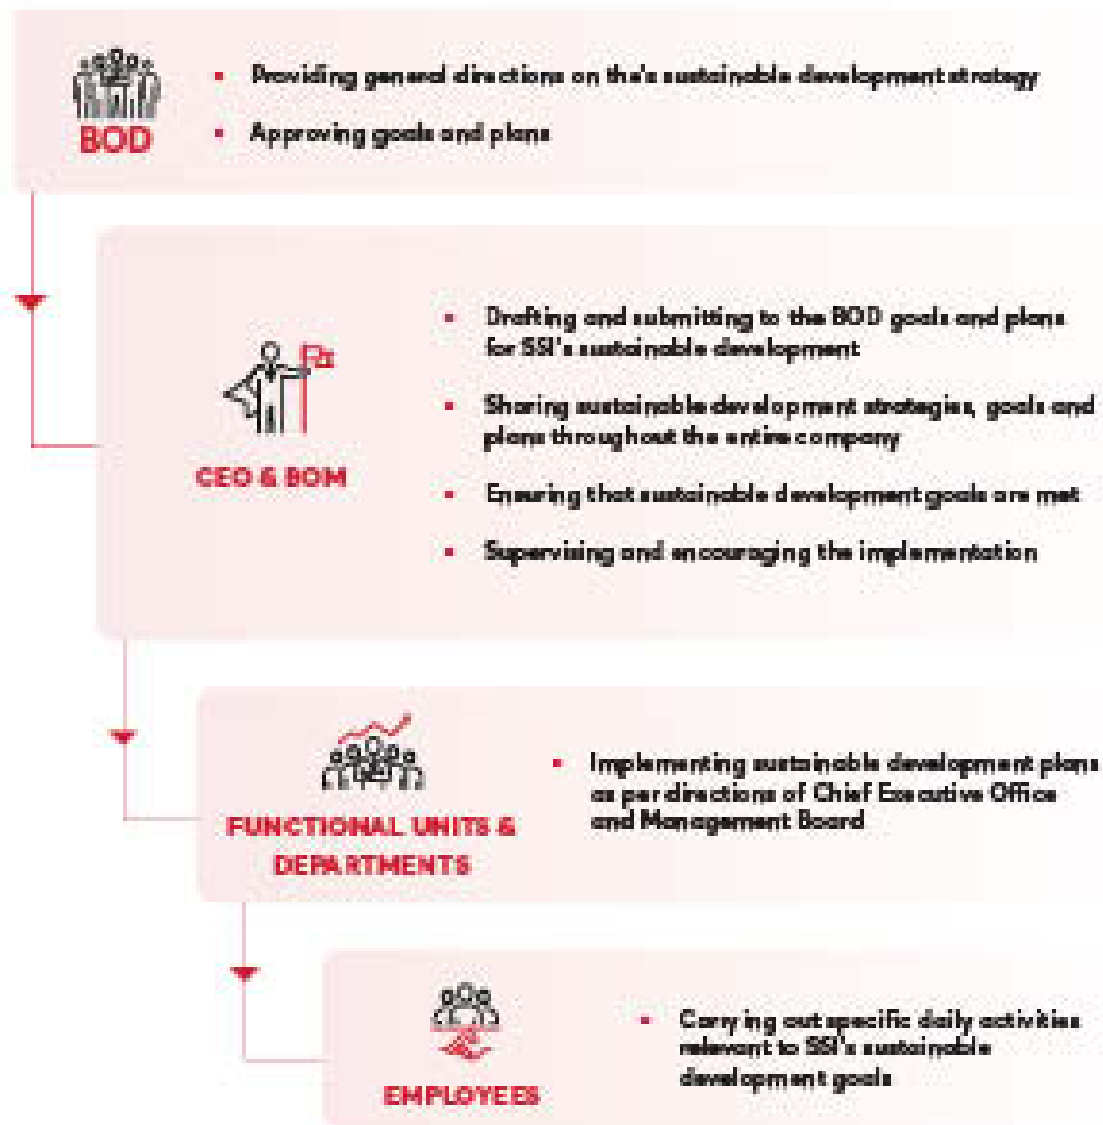 BOD
Providing general directions on the's sustainable development strategy
Approving goals and plans
CEO & BOM
Drafting and submitting to the BOD goals and plans
for SSI's sustainable development
Sharing sustainable development strategies, goals and
plans throughout the entire company
Ensuring that sustainable development goals are met
Supervising and encouraging the implementation
FUNCTIONAL UNITS &
DEPARTMENTS
Implementing sustainable development plans
as per directions of Chief Executive Office
and Management Board
EMPLOYEES
Carrying out specific daily activities
relevant to SSI's sustainable
development goals